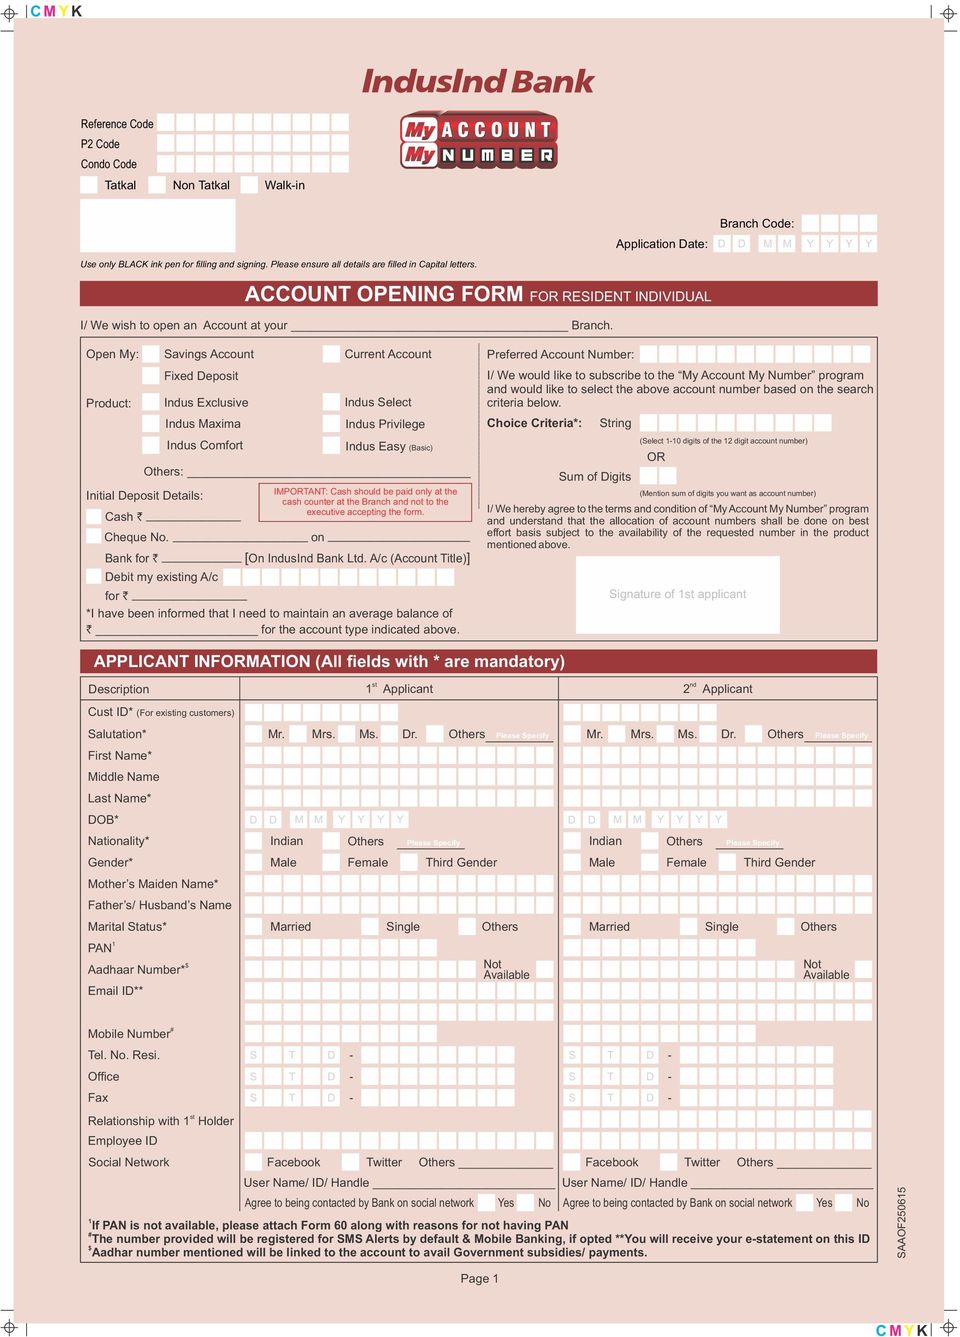 CMYK
IndusInd Bank
Reference Code
P2 Code
Condo Code
My ACCOUNT
My NUMBER
Tatkal Non Tatkal Walk-in
Branch Code:
Application Date: D D M M Y Y Y Y
Use only BLACK ink pen for filling and signing. Please ensure all details are filled in Capital letters.
ACCOUNT OPENING FORM FOR RESIDENT INDIVIDUAL
I/ We wish to open an Account at your ______ Branch.
Open My: Savings Account Current Account
Fixed Deposit
Product: Indus Exclusive Indus Select
Indus Maxima Indus Privilege
Indus Comfort Indus Easy (Basic)
Others: ______
Initial Deposit Details:
IMPORTANT: Cash should be paid only at the
cash counter at the Branch and not to the
executive accepting the form.
Cash ₹ ______
Cheque No. ______ on ______
Bank for ₹ ______ [On IndusInd Bank Ltd. A/c (Account Title)]
Debit my existing A/c
for ₹ ______
*I have been informed that I need to maintain an average balance of
₹ ______ for the account type indicated above.
Preferred Account Number:
I/ We would like to subscribe to the “My Account My Number” program
and would like to select the above account number based on the search
criteria below.
Choice Criteria*: String
(Select 1-10 digits of the 12 digit account number)
OR
Sum of Digits
(Mention sum of digits you want as account number)
I/ We hereby agree to the terms and condition of “My Account My Number” program
and understand that the allocation of account numbers shall be done on best
effort basis subject to the availability of the requested number in the product
mentioned above.
Signature of 1st applicant
APPLICANT INFORMATION (All fields with * are mandatory)
Description 1st Applicant 2nd Applicant
Cust ID* (For existing customers)
Salutation* Mr. Mrs. Ms. Dr. Others Please Specify Mr. Mrs. Ms. Dr. Others Please Specify
First Name*
Middle Name
Last Name*
DOB* D D M M Y Y Y Y D D M M Y Y Y Y
Nationality* Indian Others Please Specify Indian Others Please Specify
Gender* Male Female Third Gender Male Female Third Gender
Mother’s Maiden Name*
Father’s/ Husband’s Name
Marital Status* Married Single Others Married Single Others
PAN1
Aadhaar Number*$ Not Available Not Available
Email ID**
Mobile Number#
Tel. No. Resi. S T D - S T D -
Office S T D - S T D -
Fax S T D - S T D -
Relationship with 1st Holder
Employee ID
Social Network Facebook Twitter Others ______ Facebook Twitter Others ______
User Name/ ID/ Handle ______ User Name/ ID/ Handle ______
Agree to being contacted by Bank on social network Yes No Agree to being contacted by Bank on social network Yes No
1If PAN is not available, please attach Form 60 along with reasons for not having PAN
#The number provided will be registered for SMS Alerts by default & Mobile Banking, if opted **You will receive your e-statement on this ID
$Aadhar number mentioned will be linked to the account to avail Government subsidies/ payments.
SAAOF250615
Page 1
CMYK